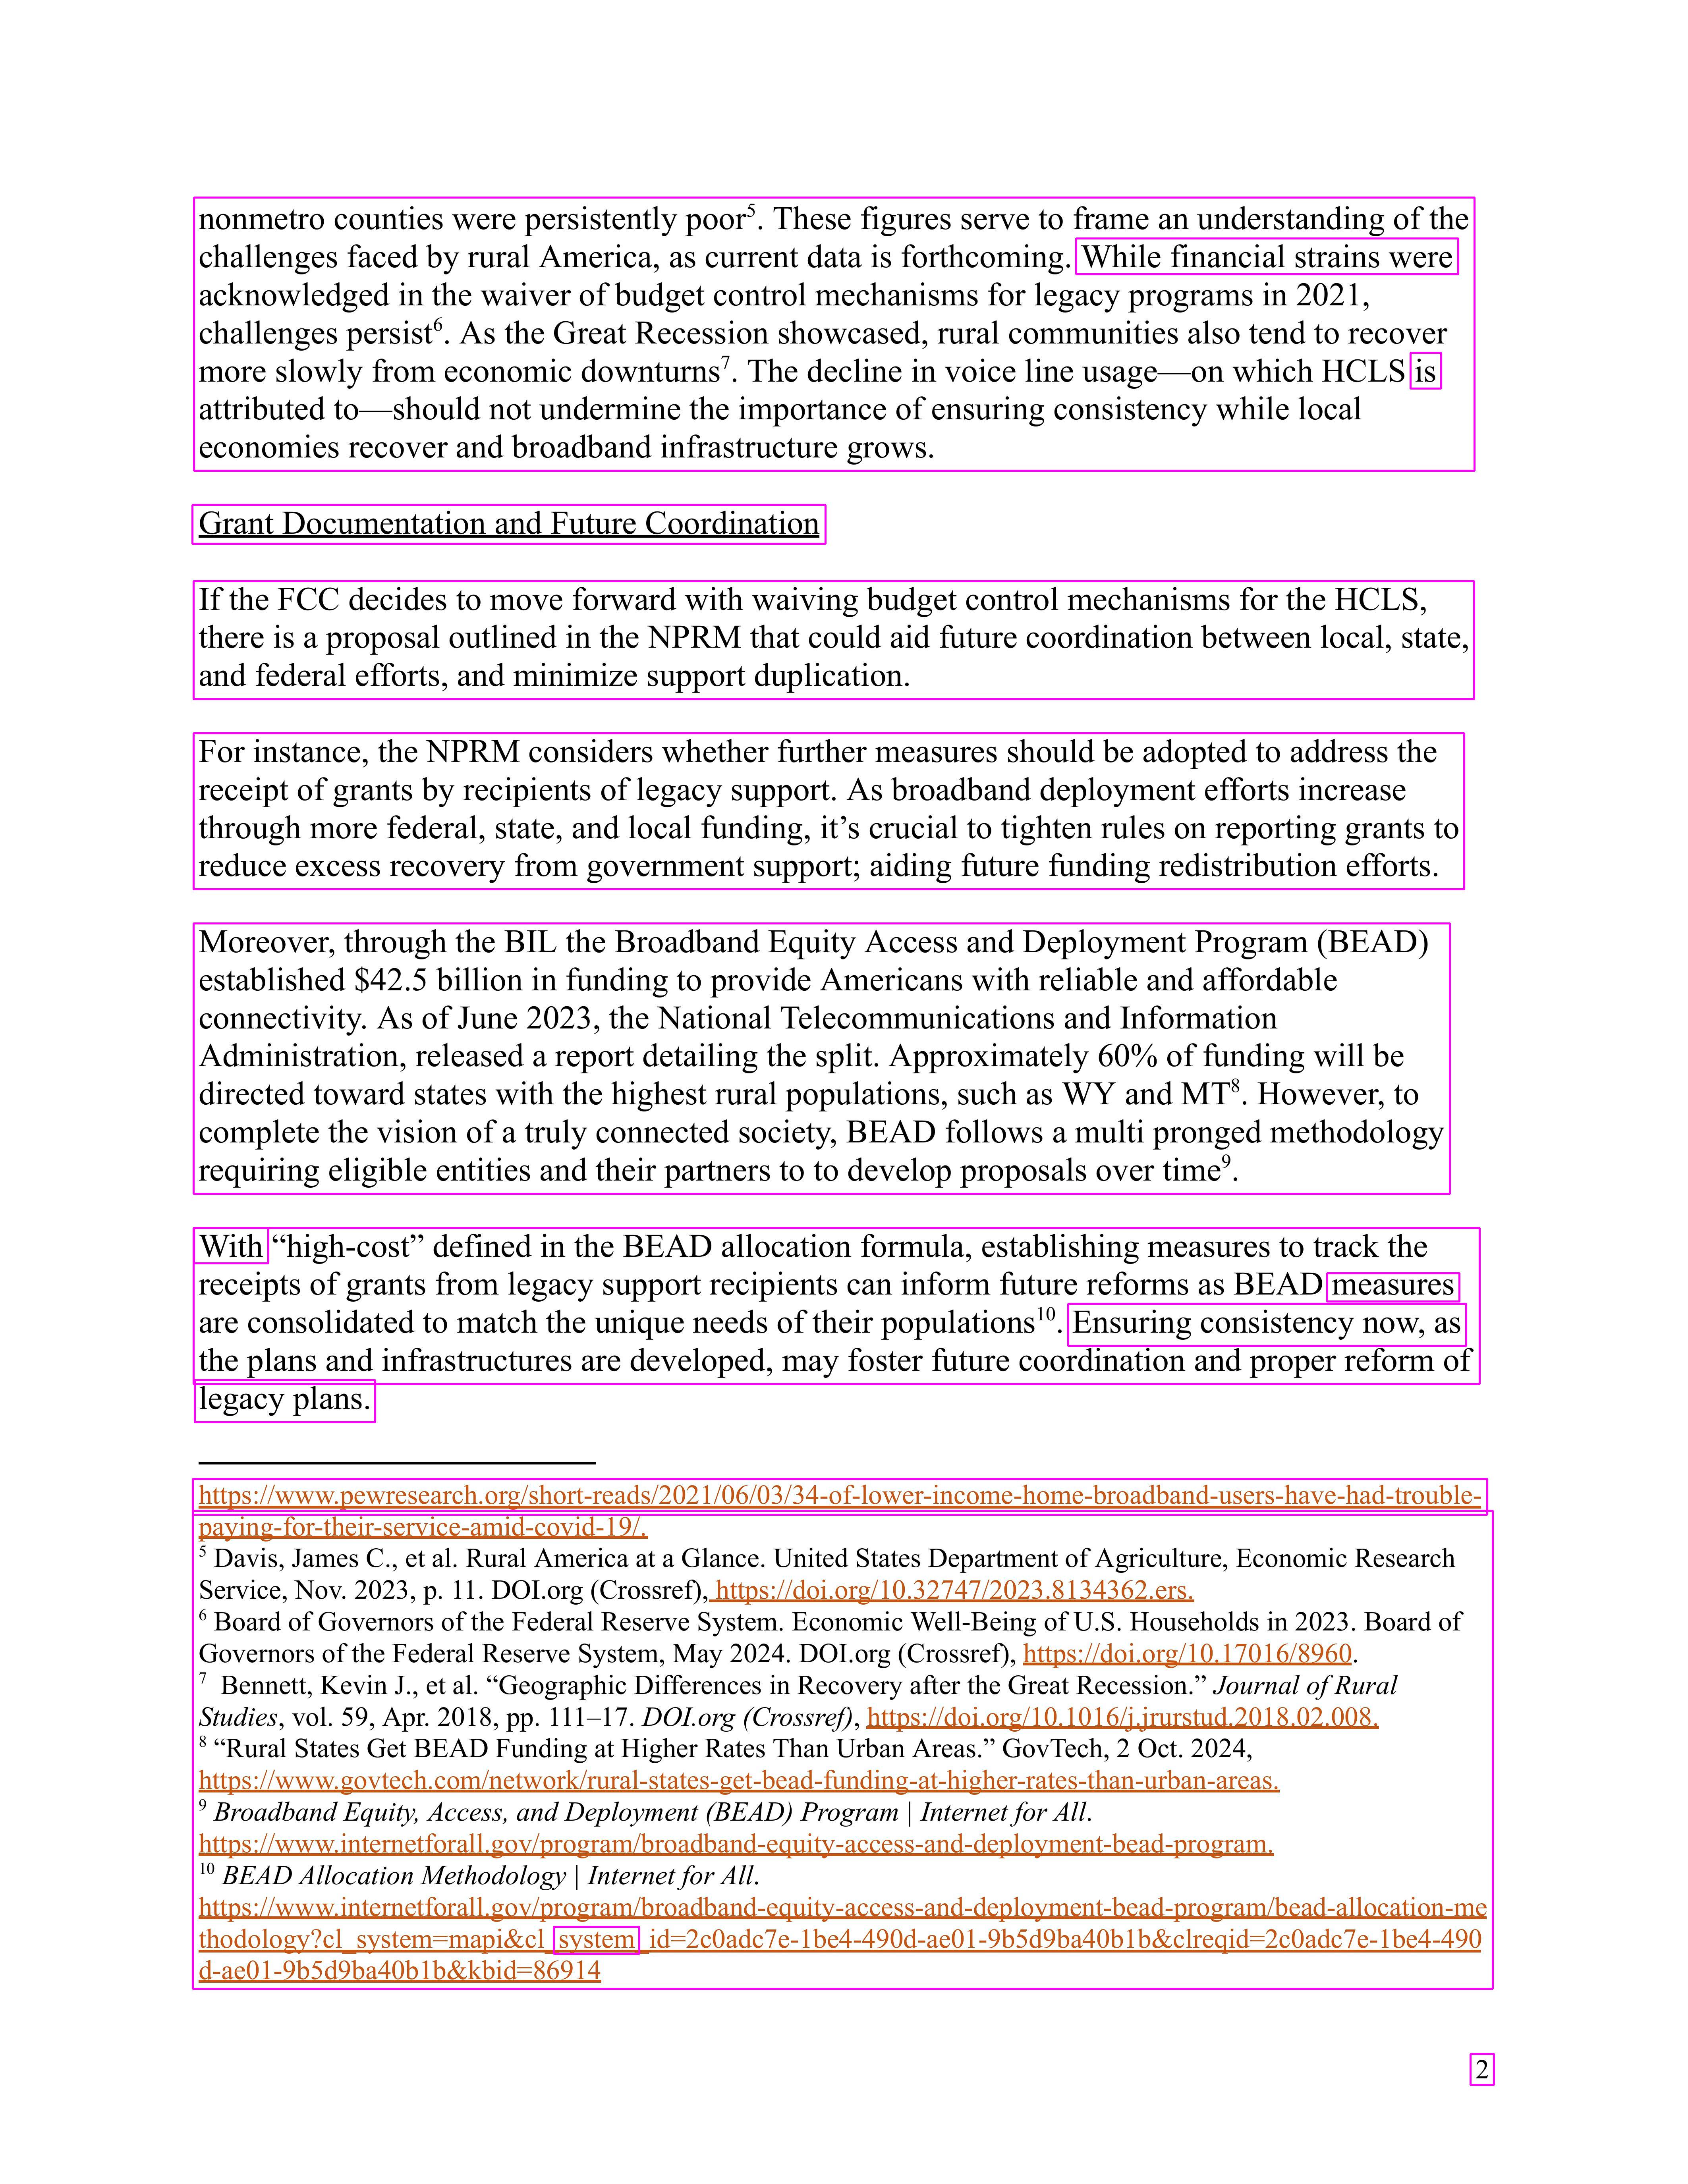 nonmetro counties were persistently poor5. These figures serve to frame an understanding of the
challenges faced by rural America, as current data is forthcoming. While financial strains were
acknowledged in the waiver of budget control mechanisms for legacy programs in 2021,
challenges persist6. As the Great Recession showcased, rural communities also tend to recover
more slowly from economic downturns7. The decline in voice line usage—on which HCLS is
attributed to—should not undermine the importance of ensuring consistency while local
economies recover and broadband infrastructure grows.
Grant Documentation and Future Coordination
If the FCC decides to move forward with waiving budget control mechanisms for the HCLS,
there is a proposal outlined in the NPRM that could aid future coordination between local, state,
and federal efforts, and minimize support duplication.
For instance, the NPRM considers whether further measures should be adopted to address the
receipt of grants by recipients of legacy support. As broadband deployment efforts increase
through more federal, state, and local funding, it’s crucial to tighten rules on reporting grants to
reduce excess recovery from government support; aiding future funding redistribution efforts.
Moreover, through the BIL the Broadband Equity Access and Deployment Program (BEAD)
established $42.5 billion in funding to provide Americans with reliable and affordable
connectivity. As of June 2023, the National Telecommunications and Information
Administration, released a report detailing the split. Approximately 60% of funding will be
directed toward states with the highest rural populations, such as WY and MT8. However, to
complete the vision of a truly connected society, BEAD follows a multi pronged methodology
requiring eligible entities and their partners to to develop proposals over time9.
With “high-cost” defined in the BEAD allocation formula, establishing measures to track the
receipts of grants from legacy support recipients can inform future reforms as BEAD measures
are consolidated to match the unique needs of their populations10. Ensuring consistency now, as
the plans and infrastructures are developed, may foster future coordination and proper reform of
legacy plans.
https://www.pewresearch.org/short-reads/2021/06/03/34-of-lower-income-home-broadband-users-have-had-trouble-
paying-for-their-service-amid-covid-19/.
5 Davis, James C., et al. Rural America at a Glance. United States Department of Agriculture, Economic Research
Service, Nov. 2023, p. 11. DOI.org (Crossref), https://doi.org/10.32747/2023.8134362.ers.
6 Board of Governors of the Federal Reserve System. Economic Well-Being of U.S. Households in 2023. Board of
Governors of the Federal Reserve System, May 2024. DOI.org (Crossref), https://doi.org/10.17016/8960.
7 Bennett, Kevin J., et al. “Geographic Differences in Recovery after the Great Recession.” Journal of Rural
Studies, vol. 59, Apr. 2018, pp. 111–17. DOI.org (Crossref), https://doi.org/10.1016/j.jrurstud.2018.02.008.
8 “Rural States Get BEAD Funding at Higher Rates Than Urban Areas.” GovTech, 2 Oct. 2024,
https://www.govtech.com/network/rural-states-get-bead-funding-at-higher-rates-than-urban-areas.
9 Broadband Equity, Access, and Deployment (BEAD) Program | Internet for All.
https://www.internetforall.gov/program/broadband-equity-access-and-deployment-bead-program.
10 BEAD Allocation Methodology | Internet for All.
https://www.internetforall.gov/program/broadband-equity-access-and-deployment-bead-program/bead-allocation-me
thodology?cl_system=mapi&cl_system_id=2c0adc7e-1be4-490d-ae01-9b5d9ba40b1b&clreqid=2c0adc7e-1be4-490
d-ae01-9b5d9ba40b1b&kbid=86914
2